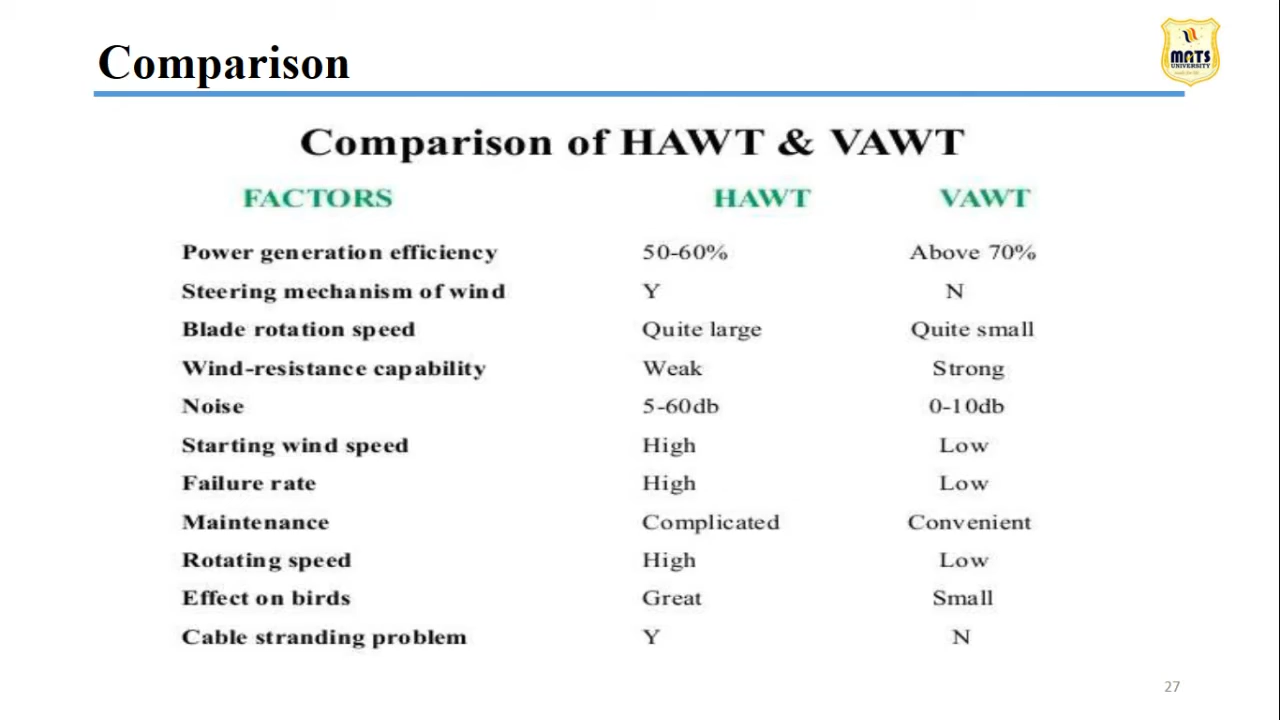 Comparison
MATS
UNIVERSITY
Comparison of HAWT & VAWT
FACTORS HAWT VAWT
Power generation efficiency 50-60% Above 70%
Steering mechanism of wind Y N
Blade rotation speed Quite large Quite small
Wind-resistance capability Weak Strong
Noise 5-60db 0-10db
Starting wind speed High Low
Failure rate High Low
Maintenance Complicated Convenient
Rotating speed High Low
Effect on birds Great Small
Cable stranding problem Y N
27